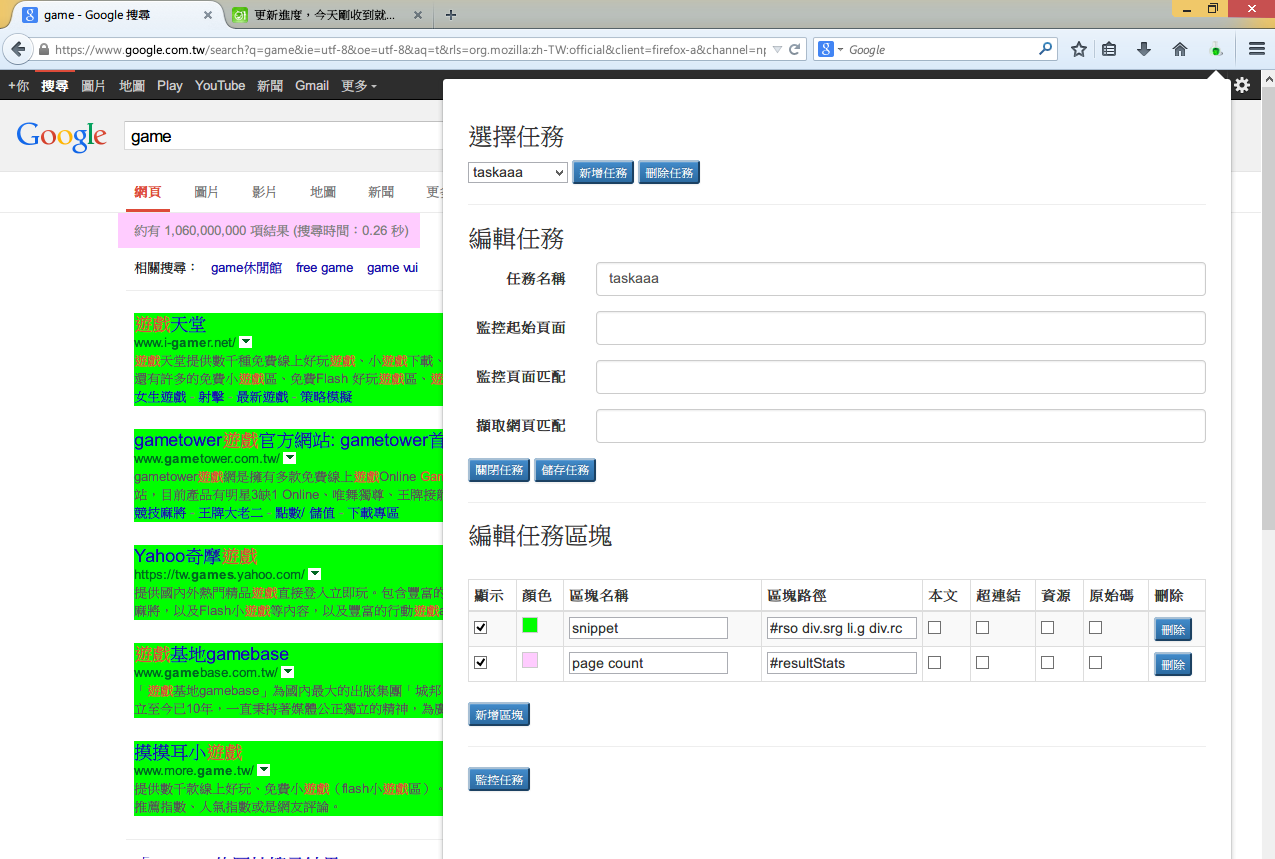 game - Google 搜尋
更新進度，今天剛收到就...
https://www.google.com.tw/search?q=game&ie=utf-8&oe=utf-8&aq=t&rls=org.mozilla:zh-TW:official&client=firefox-a&channel=np
Google
+你 搜尋 圖片 地圖 Play YouTube 新聞 Gmail 更多
Google
game
網頁 圖片 影片 地圖 新聞
約有 1,060,000,000 項結果 (搜尋時間：0.26 秒)
相關搜尋： game休閒館 free game game vui
遊戲天堂
www.i-gamer.net/
遊戲天堂提供數千種免費線上好玩遊戲、小遊戲下載、
還有許多的免費小遊戲區、免費Flash 好玩遊戲區、遊
女生遊戲 - 射擊 - 最新遊戲 - 策略模擬
gametower遊戲官方網站: gametower首
www.gametower.com.tw/
gametower遊戲網是擁有多款免費線上遊戲Online Gam
站，目前產品有明星3缺1 Online、唯舞獨尊、王牌接龍
競技麻將 - 王牌大老二 - 點數/ 儲值 - 下載專區
Yahoo奇摩遊戲
https://tw.games.yahoo.com/
提供國內外熱門精品遊戲直接登入立即玩。包含豐富的
麻將，以及Flash小遊戲等內容，以及豐富的行動遊戲a
遊戲基地gamebase
www.gamebase.com.tw/
「遊戲基地gamebase」為國內最大的出版集團「城邦
立至今已10年，一直秉持著媒體公正獨立的精神，為廣
摸摸耳小遊戲
www.more.game.tw/
提供數千款線上好玩、免費小遊戲（flash小遊戲區）。
推薦指數、人氣指數或是網友評論。
選擇任務
taskaaa 新增任務 刪除任務
編輯任務
任務名稱 taskaaa
監控起始頁面
監控頁面匹配
擷取網頁匹配
關閉任務 儲存任務
編輯任務區塊
顯示 顏色 區塊名稱 區塊路徑 本文 超連結 資源 原始碼 刪除
snippet #rso div.srg li.g div.rc 刪除
page count #resultStats 刪除
新增區塊
監控任務